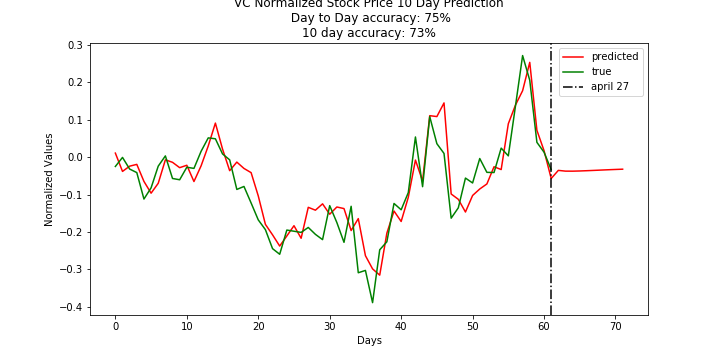 VC Normalized Stock Price 10 Day Prediction
Day to Day accuracy: 75%
10 day accuracy: 73%
0.3
0.2
0.1
0.0
−0.1
−0.2
−0.3
−0.4
Normalized Values
predicted
true
april 27
0
10
20
30
40
50
60
70
Days